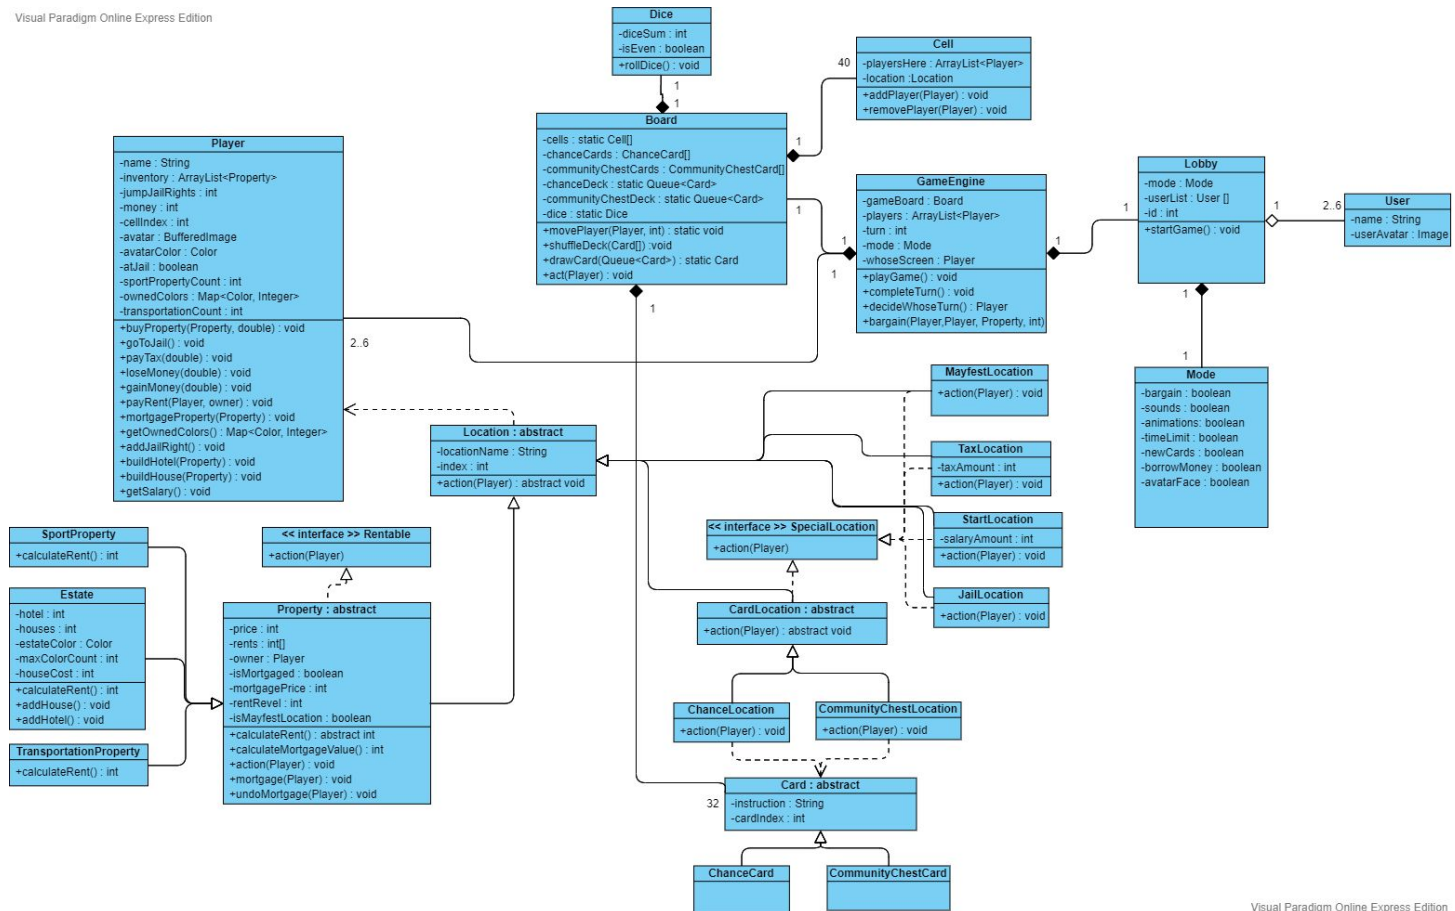 Visual Paradigm Online Express Edition
Dice
-diceSum : int
-isEven : boolean
+rollDice() : void
1
1
Cell
-playersHere : ArrayList<Player>
-location :Location
+addPlayer(Player) : void
+removePlayer(Player) : void
40
1
Board
-cells : static Cell[]
-chanceCards : ChanceCard[]
-communityChestCards : CommunityChestCard[]
-chanceDeck : static Queue<Card>
-communityChestDeck : static Queue<Card>
-dice : static Dice
+movePlayer(Player, int) : static void
+shuffleDeck(Card[]) :void
+drawCard(Queue<Card>) : static Card
+act(Player) : void
1
1
Player
-name : String
-inventory : ArrayList<Property>
-jumpJailRights : int
-money : int
-cellIndex : int
-avatar : BufferedImage
-avatarColor : Color
-atJail : boolean
-sportPropertyCount : int
-ownedColors : Map<Color, Integer>
-transportationCount : int
+buyProperty(Property, double) : void
+goToJail() : void
+payTax(double) : void
+loseMoney(double) : void
+gainMoney(double) : void
+payRent(Player, owner) : void
+mortgageProperty(Property) : void
+getOwnedColors() : Map<Color, Integer>
+addJailRight() : void
+buildHotel(Property) : void
+buildHouse(Property) : void
+getSalary() : void
2..6
GameEngine
-gameBoard : Board
-players : ArrayList<Player>
-turn : int
-mode : Mode
-whoseScreen : Player
+playGame() : void
+completeTurn() : void
+decideWhoseTurn() : Player
+bargain(Player,Player, Property, int)
1
1
1
1
Lobby
-mode : Mode
-userList : User []
-id : int
+startGame() : void
1
2..6
User
-name : String
-userAvatar : Image
1
1
Mode
-bargain : boolean
-sounds : boolean
-animations: boolean
-timeLimit : boolean
-newCards : boolean
-borrowMoney : boolean
-avatarFace : boolean
Location : abstract
-locationName : String
-index : int
+action(Player) : abstract void
MayfestLocation
+action(Player) : void
TaxLocation
-taxAmount : int
+action(Player) : void
StartLocation
-salaryAmount : int
+action(Player) : void
JailLocation
+action(Player) : void
<< interface >> SpecialLocation
+action(Player)
CardLocation : abstract
+action(Player) : abstract void
ChanceLocation
+action(Player) : void
CommunityChestLocation
+action(Player) : void
SportProperty
+calculateRent() : int
<< interface >> Rentable
+action(Player)
Estate
-hotel : int
-houses : int
-estateColor : Color
-maxColorCount : int
-houseCost : int
+calculateRent() : int
+addHouse() : void
+addHotel() : void
TransportationProperty
+calculateRent() : int
Property : abstract
-price : int
-rents : int[]
-owner : Player
-isMortgaged : boolean
-mortgagePrice : int
-rentRevel : int
-isMayfestLocation : boolean
+calculateRent() : abstract int
+calculateMortgageValue() : int
+action(Player) : void
+mortgage(Player) : void
+undoMortgage(Player) : void
32
Card : abstract
-instruction : String
-cardIndex : int
ChanceCard
CommunityChestCard
Visual Paradigm Online Express Edition